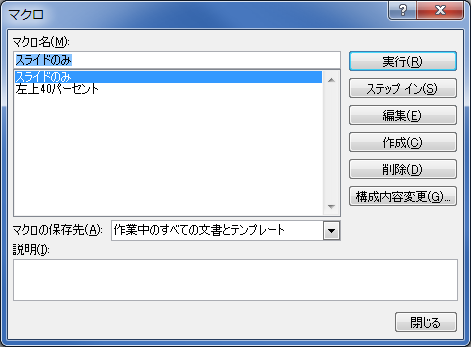 マクロ
マクロ名(M):
スライドのみ
スライドのみ
左上40パーセント
実行(R)
ステップ イン(S)
編集(E)
作成(C)
削除(D)
構成内容変更(G)...
マクロの保存先(A):
作業中のすべての文書とテンプレート
説明(I):
閉じる